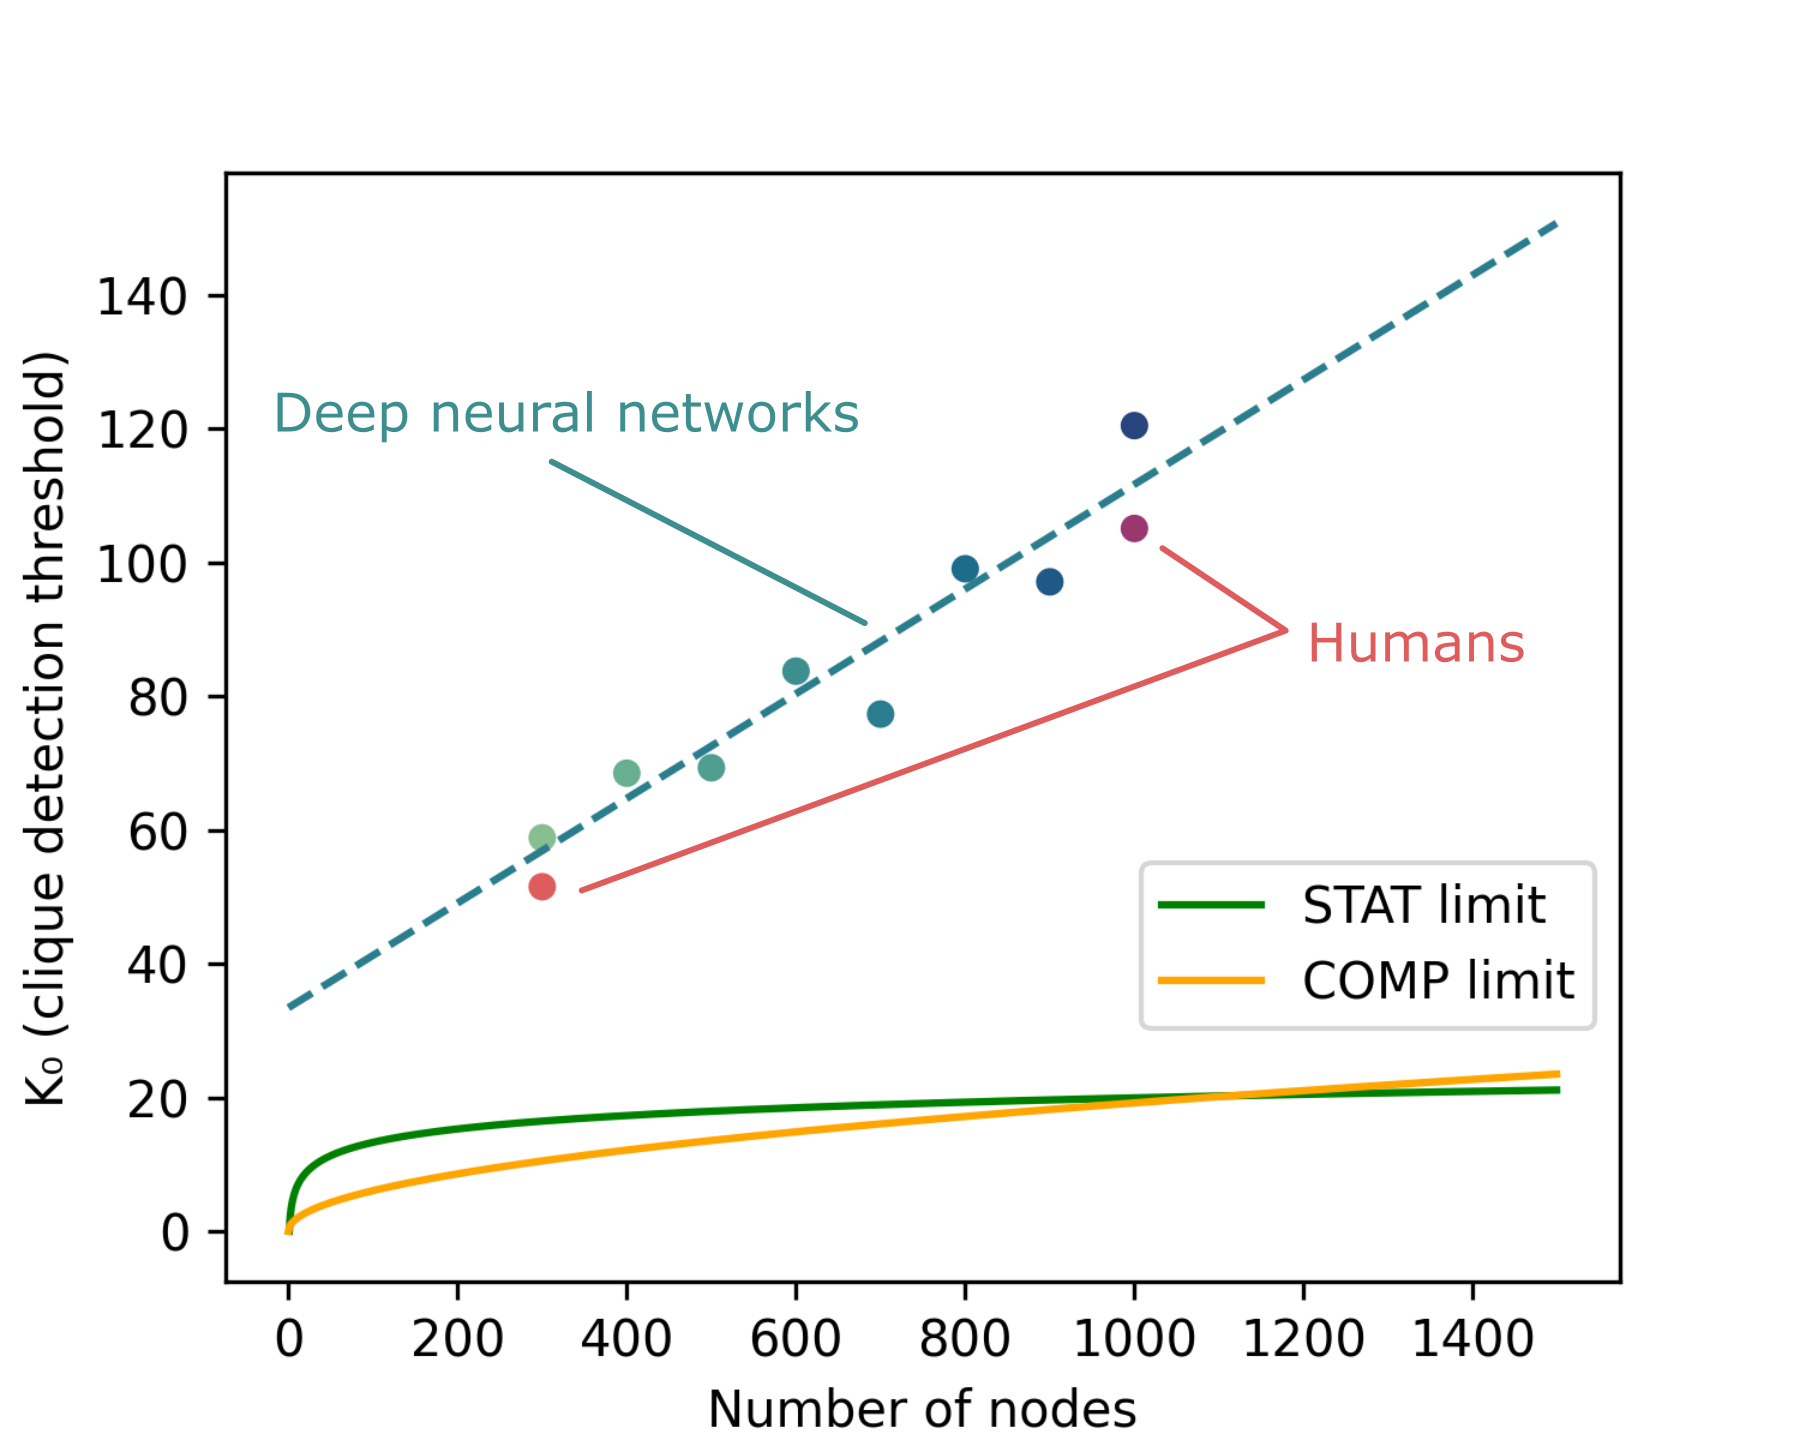 140
120
100
80
60
40
20
0
K₀ (clique detection threshold)
Deep neural networks
Humans
STAT limit
COMP limit
0 200 400 600 800 1000 1200 1400
Number of nodes